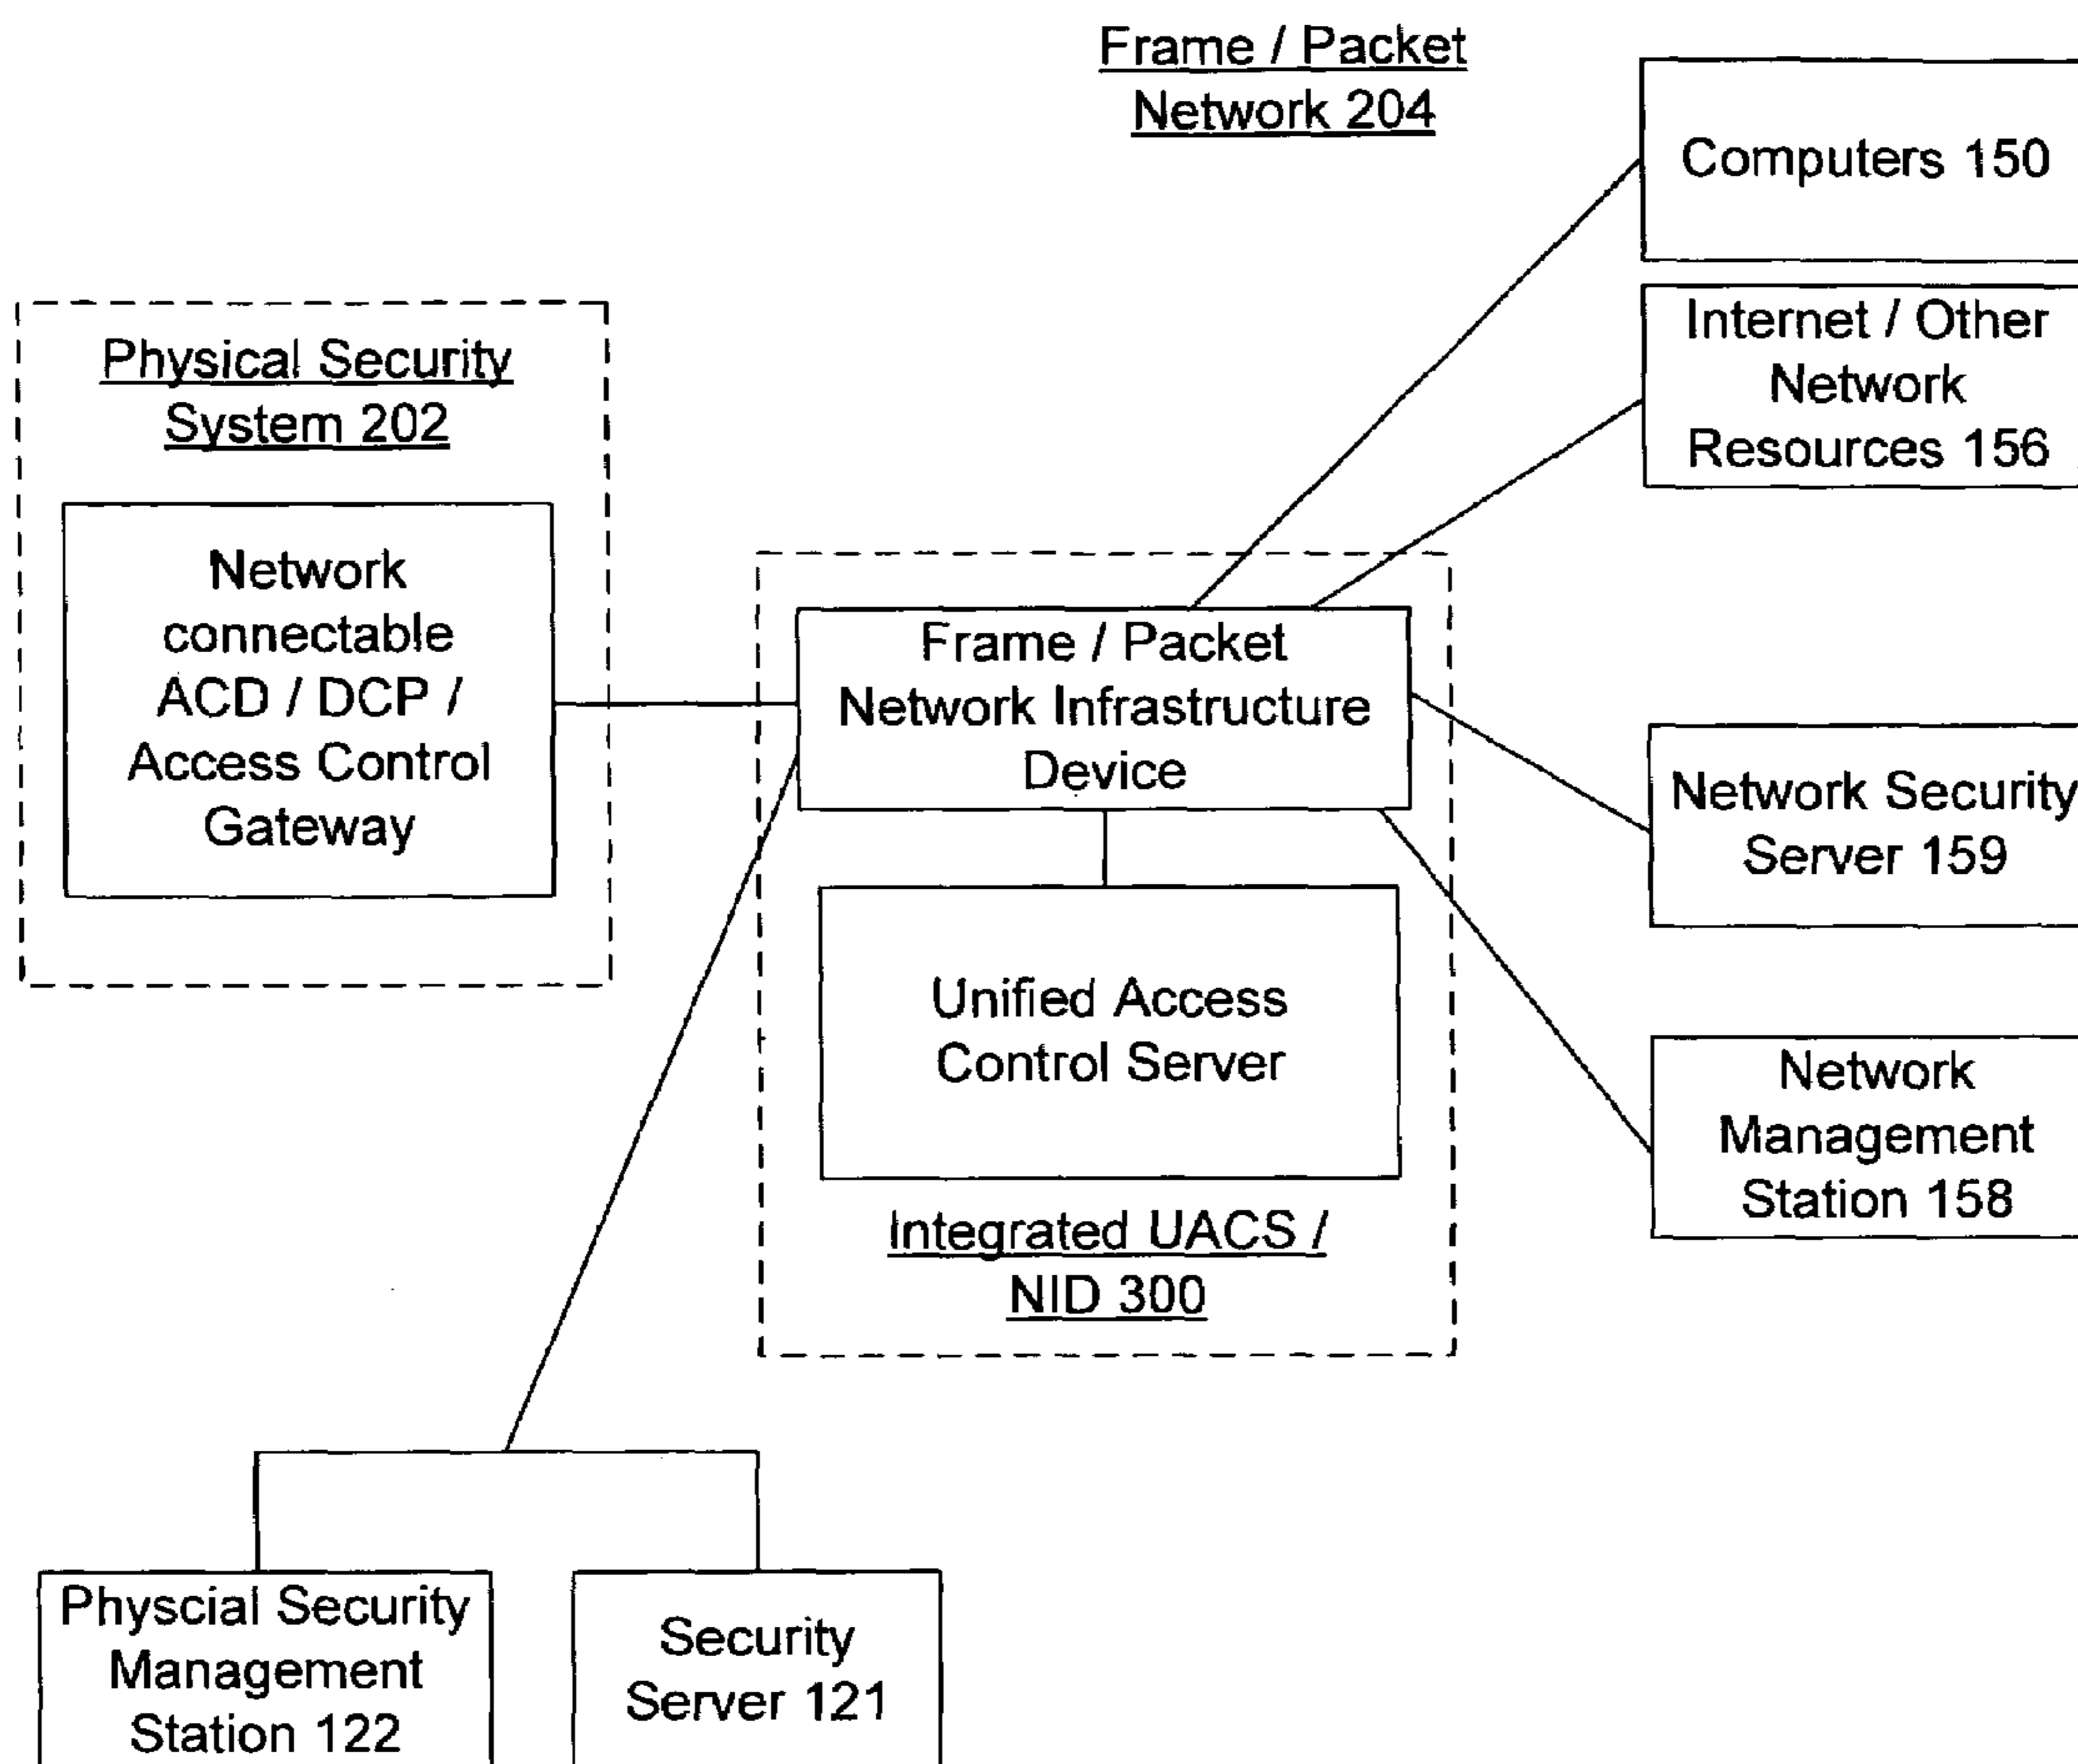 Frame / Packet
Network 204
Computers 150
Internet / Other
Network
Resources 156
Physical Security
System 202
Network
connectable
ACD / DCP /
Access Control
Gateway
Frame / Packet
Network Infrastructure
Device
Network Security
Server 159
Unified Access
Control Server
Network
Management
Station 158
Integrated UACS /
NID 300
Physcial Security
Management
Station 122
Security
Server 121